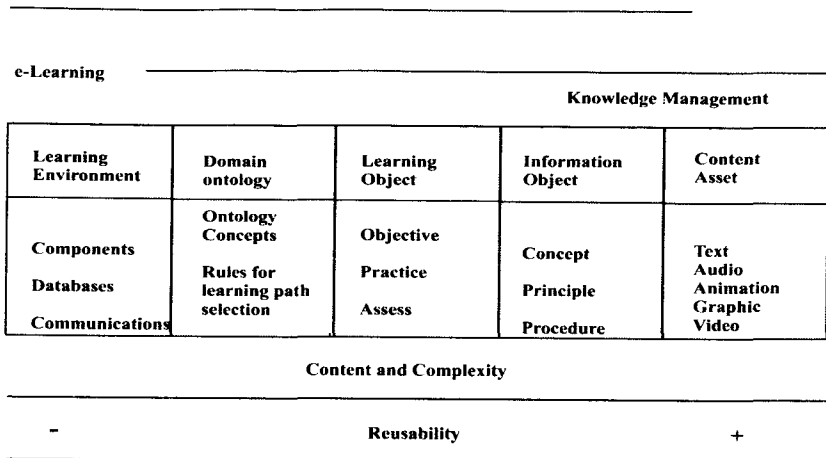 e-Learning
Knowledge Management
Learning
Environment
Domain
ontology
Learning
Object
Information
Object
Content
Asset
Components
Databases
Communications
Ontology
Concepts
Rules for
learning path
selection
Objective
Practice
Assess
Concept
Principle
Procedure
Text
Audio
Animation
Graphic
Video
Content and Complexity
- Reusability +